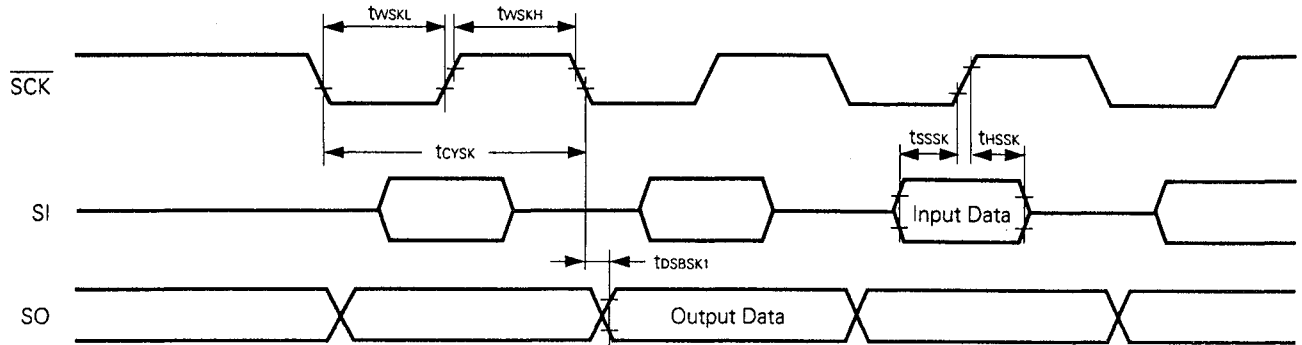 tWSKL tWSKH
SCK
tSSSK tHSSK
tCYSK
SI Input Data
tDSBSK1
SO Output Data